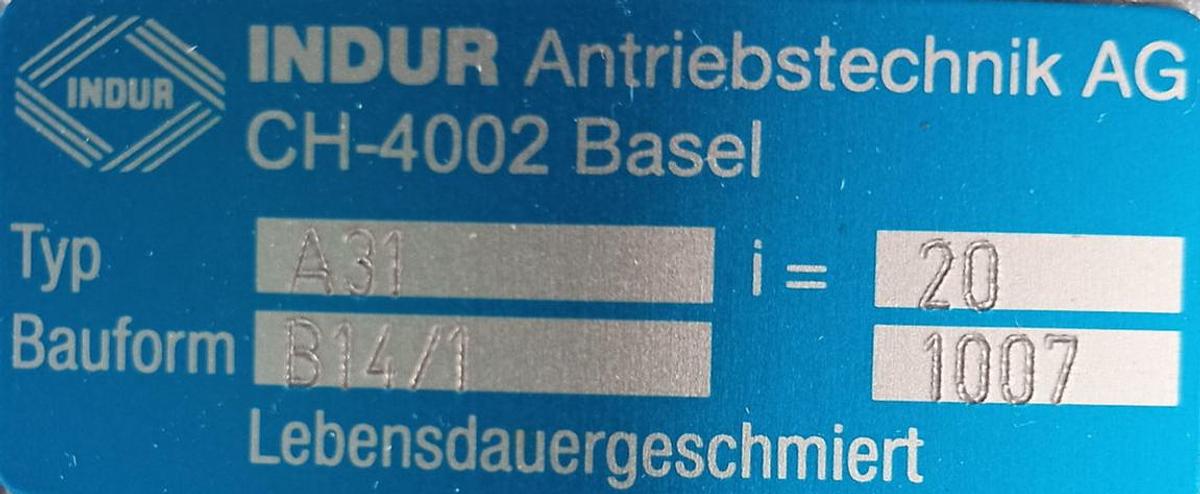 INDUR
INDUR Antriebstechnik AG
CH-4002 Basel
Typ A31 i = 20
Bauform B14/1 1007
Lebensdauergeschmiert